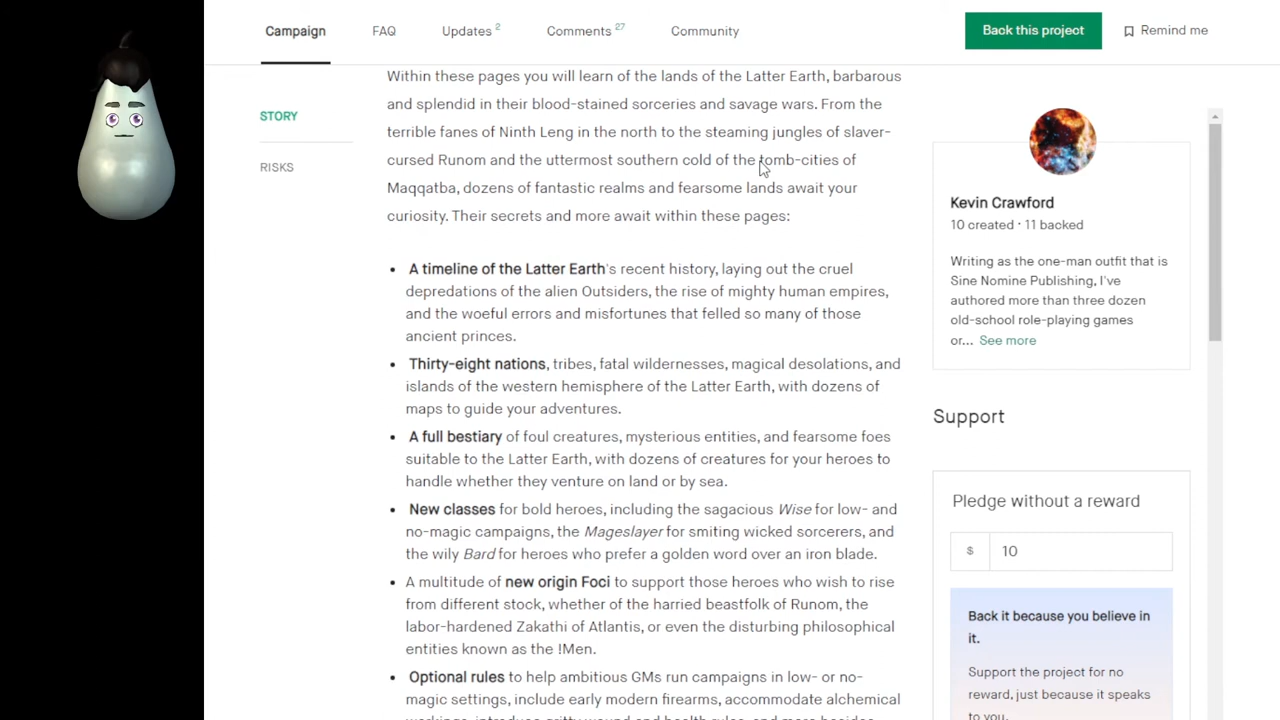 Campaign
FAQ
Updates 2
Comments 27
Community
Back this project
Remind me
STORY
RISKS
Within these pages you will learn of the lands of the Latter Earth, barbarous
and splendid in their blood-stained sorceries and savage wars. From the
terrible fanes of Ninth Leng in the north to the steaming jungles of slaver-
cursed Runom and the uttermost southern cold of the tomb-cities of
Maqqatba, dozens of fantastic realms and fearsome lands await your
curiosity. Their secrets and more await within these pages:
• A timeline of the Latter Earth's recent history, laying out the cruel
depredations of the alien Outsiders, the rise of mighty human empires,
and the woeful errors and misfortunes that felled so many of those
ancient princes.
• Thirty-eight nations, tribes, fatal wildernesses, magical desolations, and
islands of the western hemisphere of the Latter Earth, with dozens of
maps to guide your adventures.
• A full bestiary of foul creatures, mysterious entities, and fearsome foes
suitable to the Latter Earth, with dozens of creatures for your heroes to
handle whether they venture on land or by sea.
• New classes for bold heroes, including the sagacious Wise for low- and
no-magic campaigns, the Mageslayer for smiting wicked sorcerers, and
the wily Bard for heroes who prefer a golden word over an iron blade.
• A multitude of new origin Foci to support those heroes who wish to rise
from different stock, whether of the harried beastfolk of Runom, the
labor-hardened Zakathi of Atlantis, or even the disturbing philosophical
entities known as the !Men.
• Optional rules to help ambitious GMs run campaigns in low- or no-
magic settings, include early modern firearms, accommodate alchemical
workings, introduce gritty wound and health rules, and more besides
Kevin Crawford
10 created · 11 backed
Writing as the one-man outfit that is
Sine Nomine Publishing, I've
authored more than three dozen
old-school role-playing games
or... See more
Support
Pledge without a reward
$ 10
Back it because you believe in
it.
Support the project for no
reward, just because it speaks
to you.